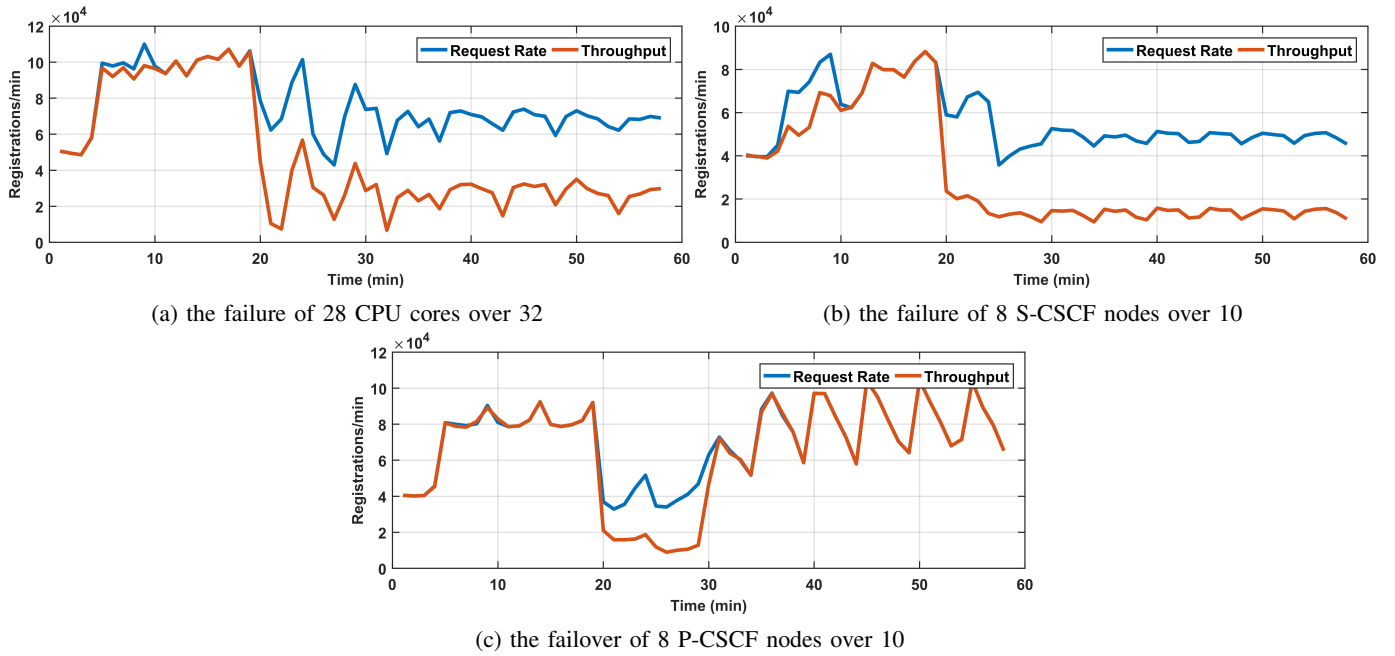 ×10⁴
12
10
8
6
4
2
0
Registrations/min
Request Rate Throughput
0 10 20 30 40 50 60
Time (min)
(a) the failure of 28 CPU cores over 32
×10⁴
10
8
6
4
2
0
Registrations/min
Request Rate Throughput
0 10 20 30 40 50 60
Time (min)
(b) the failure of 8 S-CSCF nodes over 10
×10⁴
12
10
8
6
4
2
0
Registrations/min
Request Rate Throughput
0 10 20 30 40 50 60
Time (min)
(c) the failover of 8 P-CSCF nodes over 10